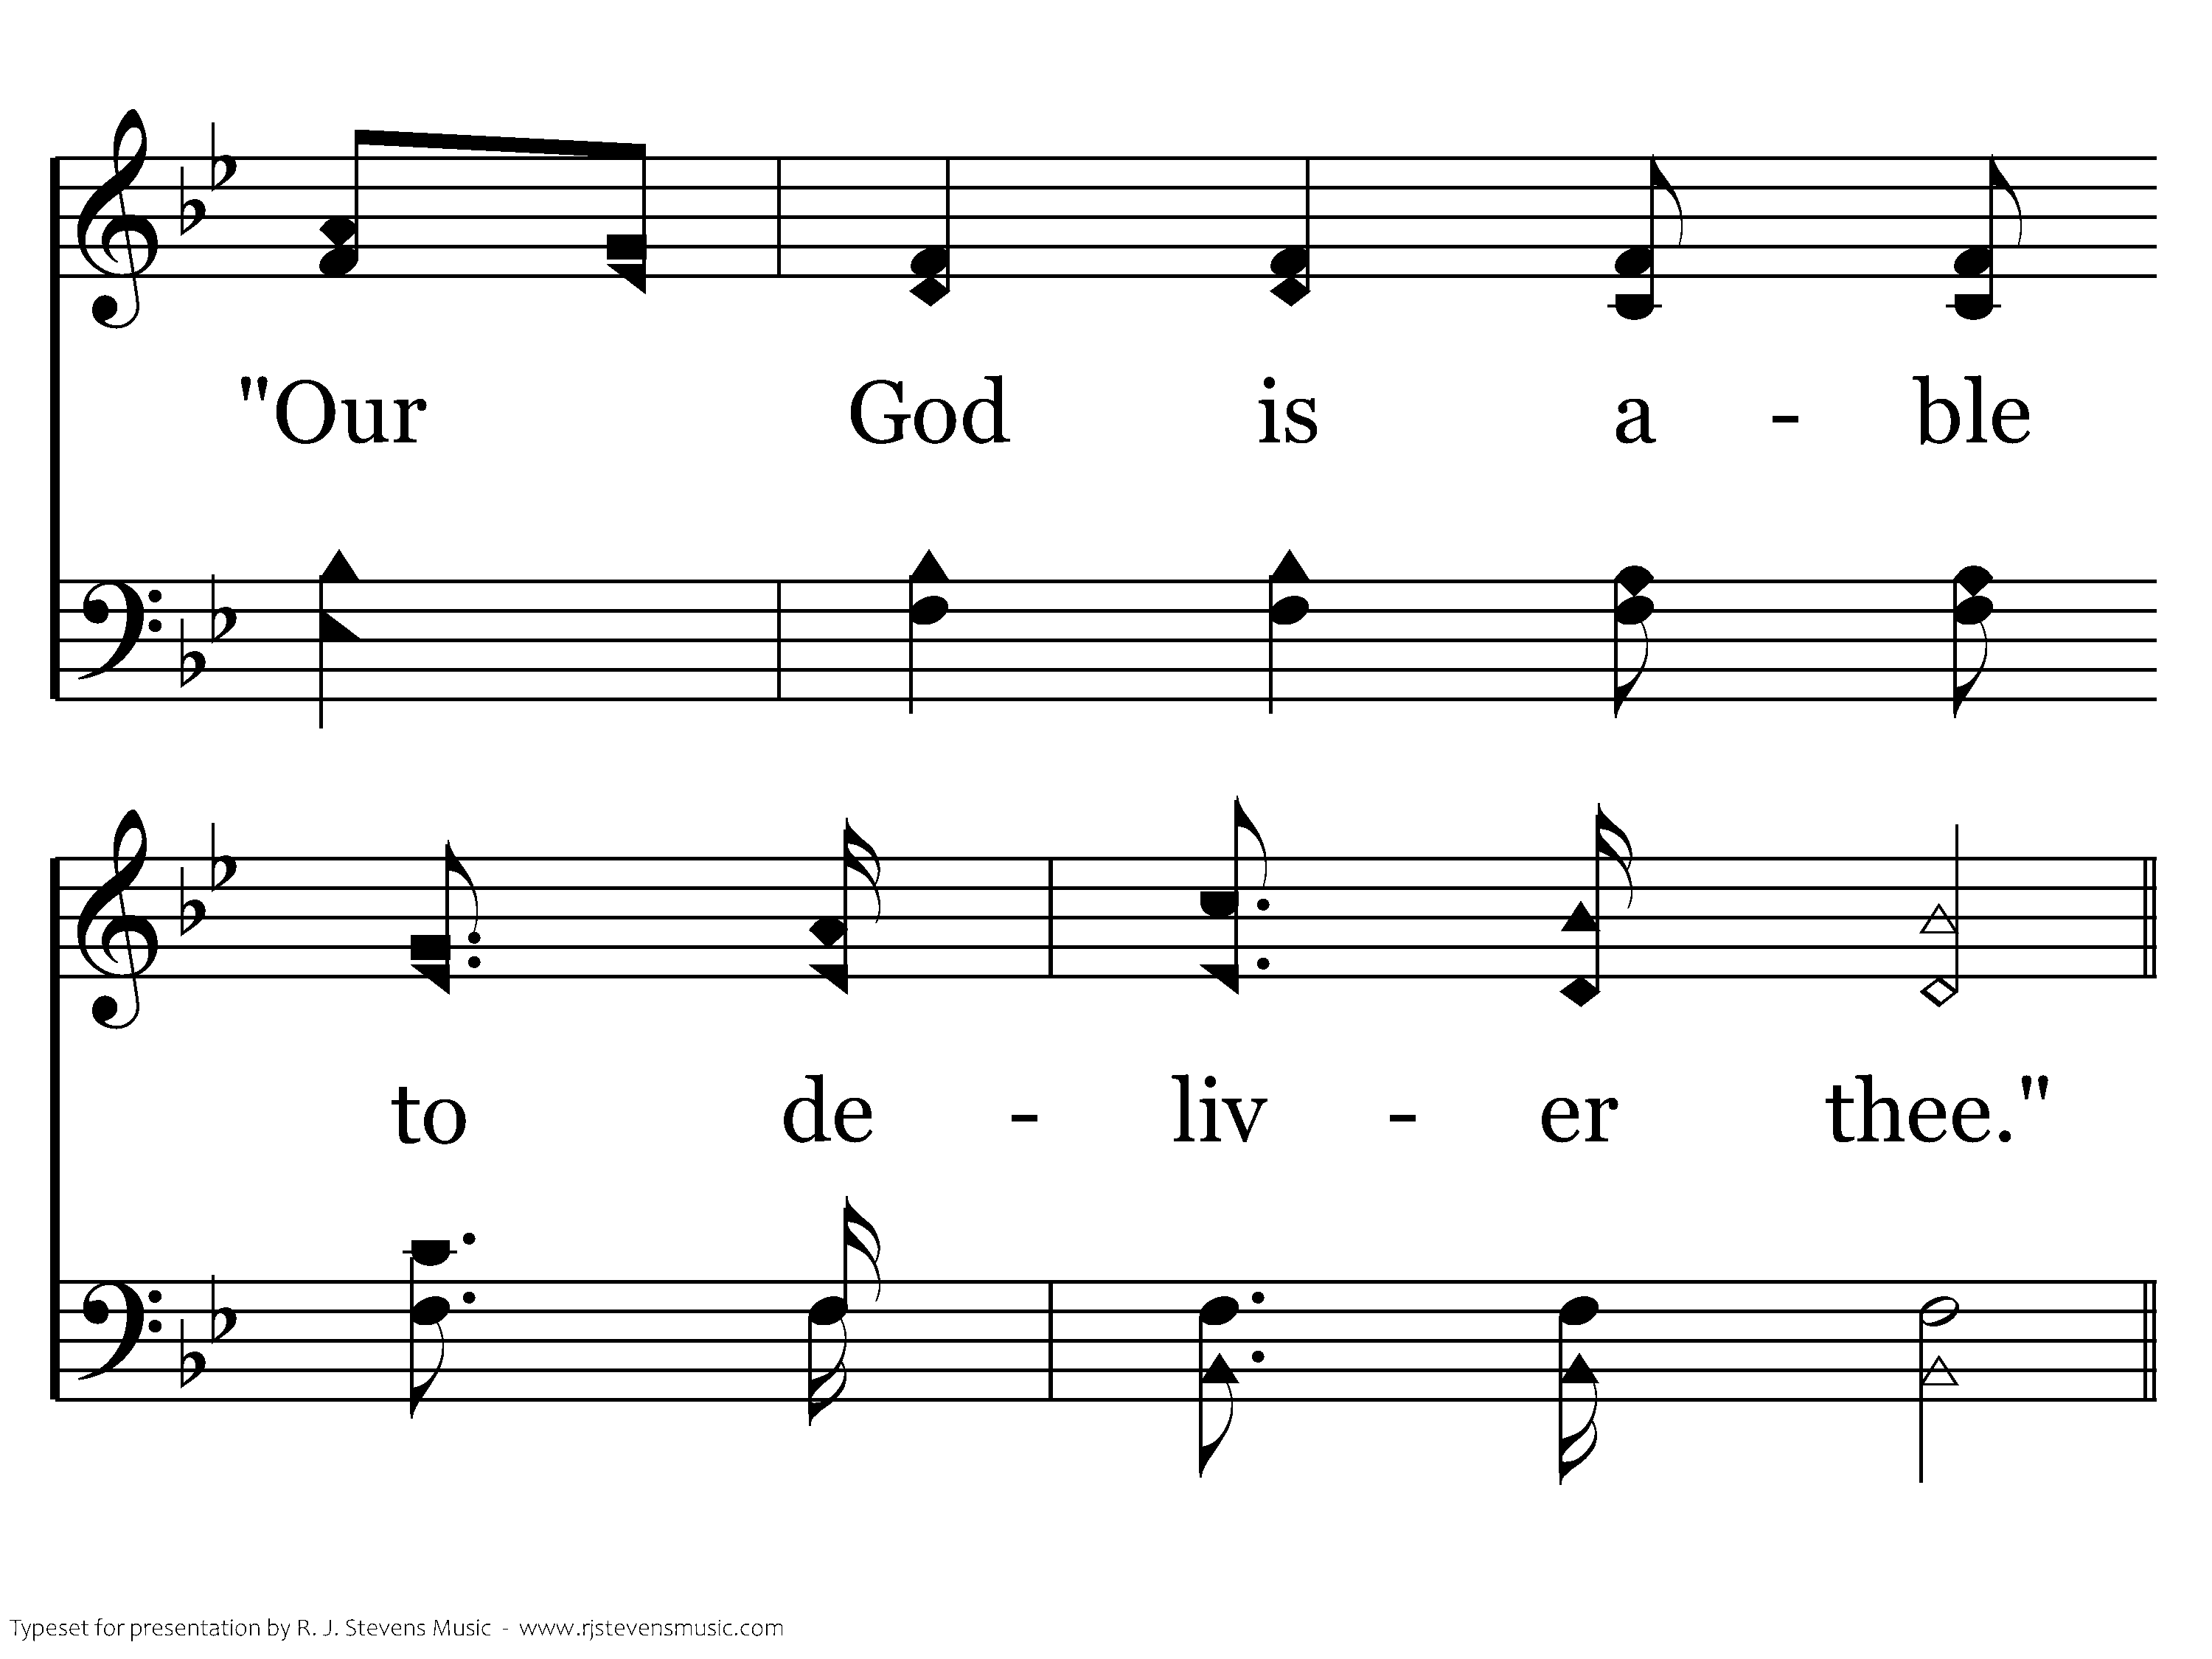 "Our God is a - ble
to de - liv - er thee."
Typeset for presentation by R. J. Stevens Music - www.rjstevensmusic.com